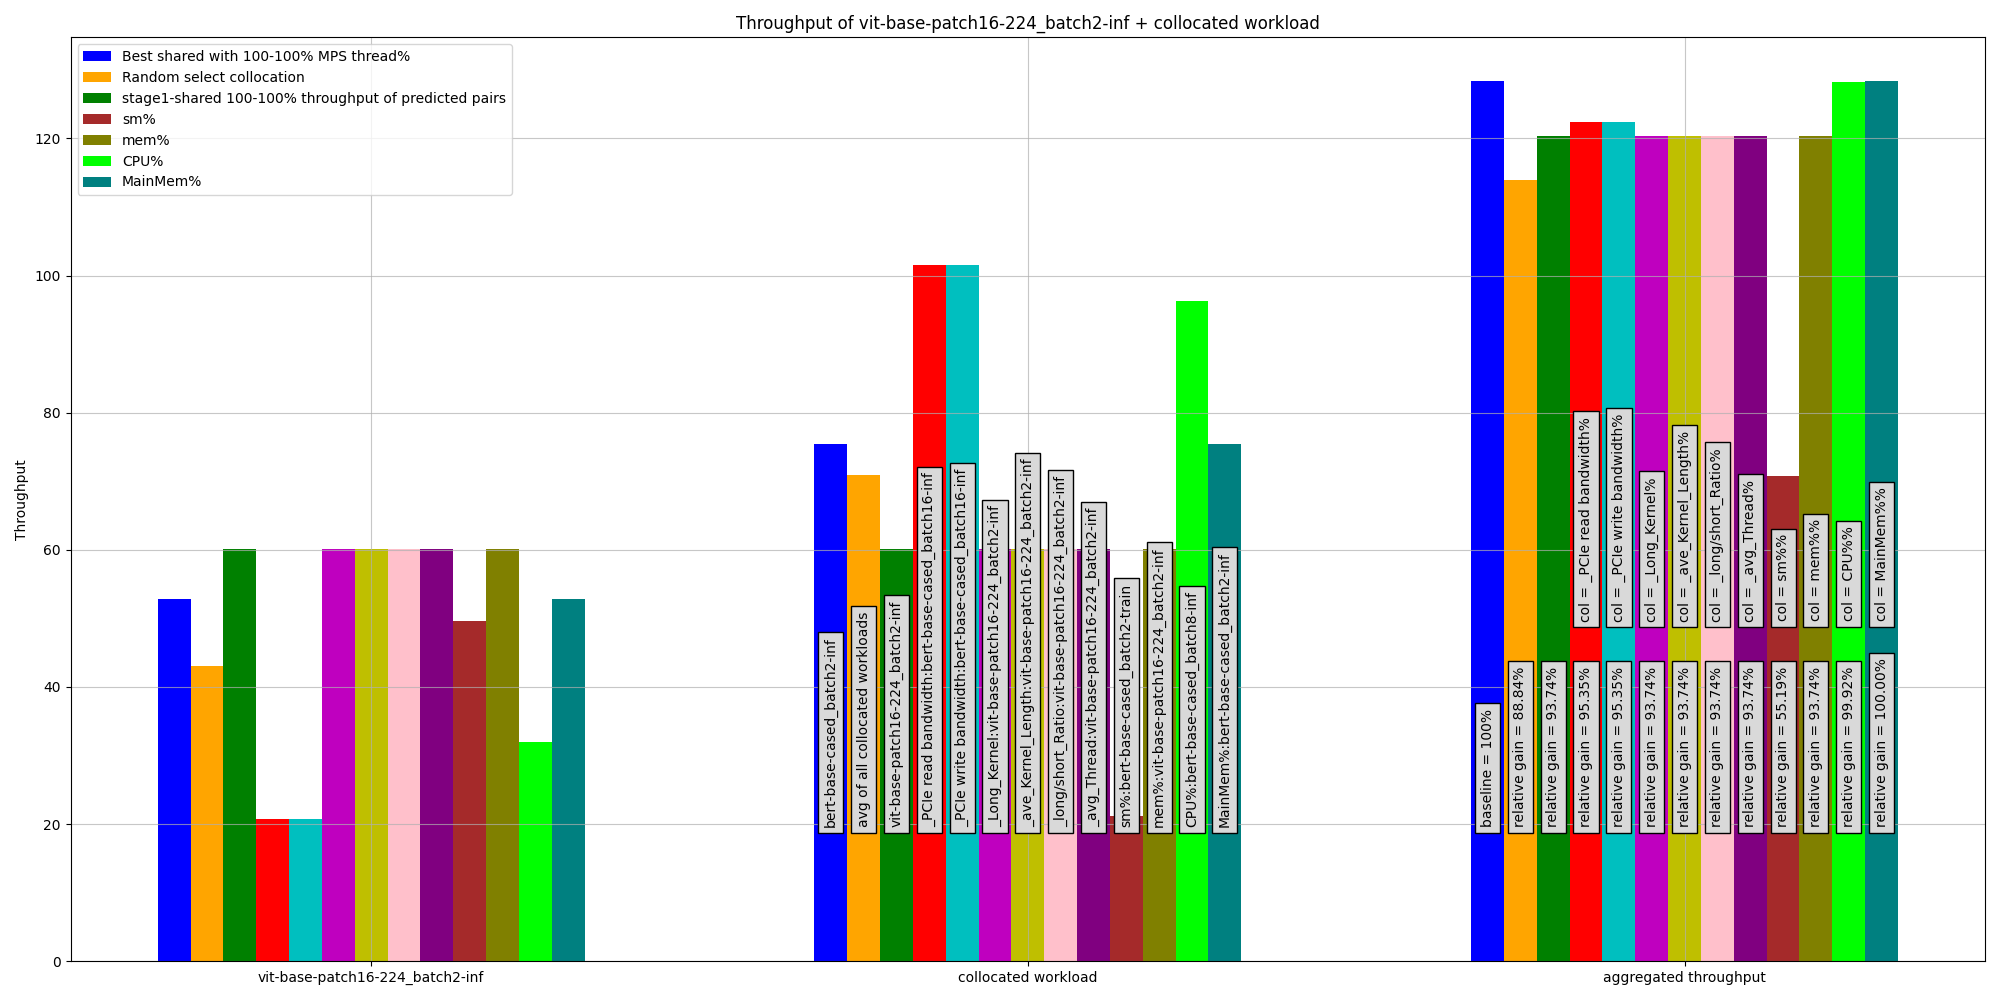 Throughput of vit-base-patch16-224_batch2-inf + collocated workload
Best shared with 100-100% MPS thread%
Random select collocation
stage1-shared 100-100% throughput of predicted pairs
sm%
mem%
CPU%
MainMem%
Throughput
0
20
40
60
80
100
120
bert-base-cased_batch2-inf
avg of all collocated workloads
vit-base-patch16-224_batch2-inf
_PCIe read bandwidth:bert-base-cased_batch16-inf
_PCIe write bandwidth:bert-base-cased_batch16-inf
_Long_Kernel:vit-base-patch16-224_batch2-inf
_ave_Kernel_Length:vit-base-patch16-224_batch2-inf
_long/short_Ratio:vit-base-patch16-224_batch2-inf
_avg_Thread:vit-base-patch16-224_batch2-inf
sm%:bert-base-cased_batch2-train
mem%:vit-base-patch16-224_batch2-inf
CPU%:bert-base-cased_batch8-inf
MainMem%:bert-base-cased_batch2-inf
col = _PCIe read bandwidth%
col = _PCIe write bandwidth%
col = _Long_Kernel%
col = _ave_Kernel_Length%
col = _long/short_Ratio%
col = _avg_Thread%
col = sm%%
col = mem%%
col = CPU%%
col = MainMem%%
baseline = 100%
relative gain = 88.84%
relative gain = 93.74%
relative gain = 95.35%
relative gain = 95.35%
relative gain = 93.74%
relative gain = 93.74%
relative gain = 93.74%
relative gain = 93.74%
relative gain = 55.19%
relative gain = 93.74%
relative gain = 99.92%
relative gain = 100.00%
vit-base-patch16-224_batch2-inf
collocated workload
aggregated throughput